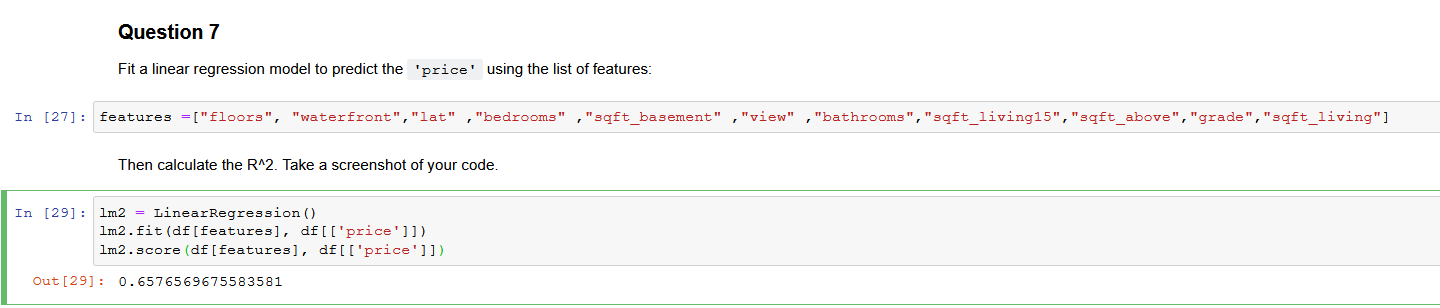 Question 7
Fit a linear regression model to predict the 'price' using the list of features:
In [27]: features =["floors", "waterfront","lat" ,"bedrooms" ,"sqft_basement" ,"view" ,"bathrooms","sqft_living15","sqft_above","grade","sqft_living"]
Then calculate the R^2. Take a screenshot of your code.
In [29]: lm2 = LinearRegression()
lm2.fit(df[features], df[['price']])
lm2.score(df[features], df[['price']])
Out[29]: 0.6576569675583581